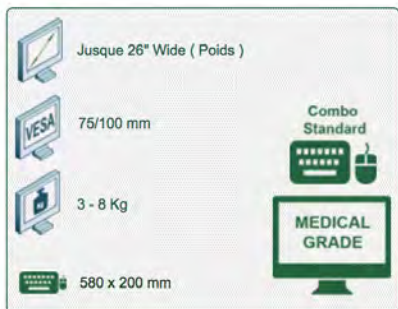 Jusque 26" Wide ( Poids )
VESA
75/100 mm
Combo
Standard
3 - 8 Kg
MEDICAL
GRADE
580 x 200 mm